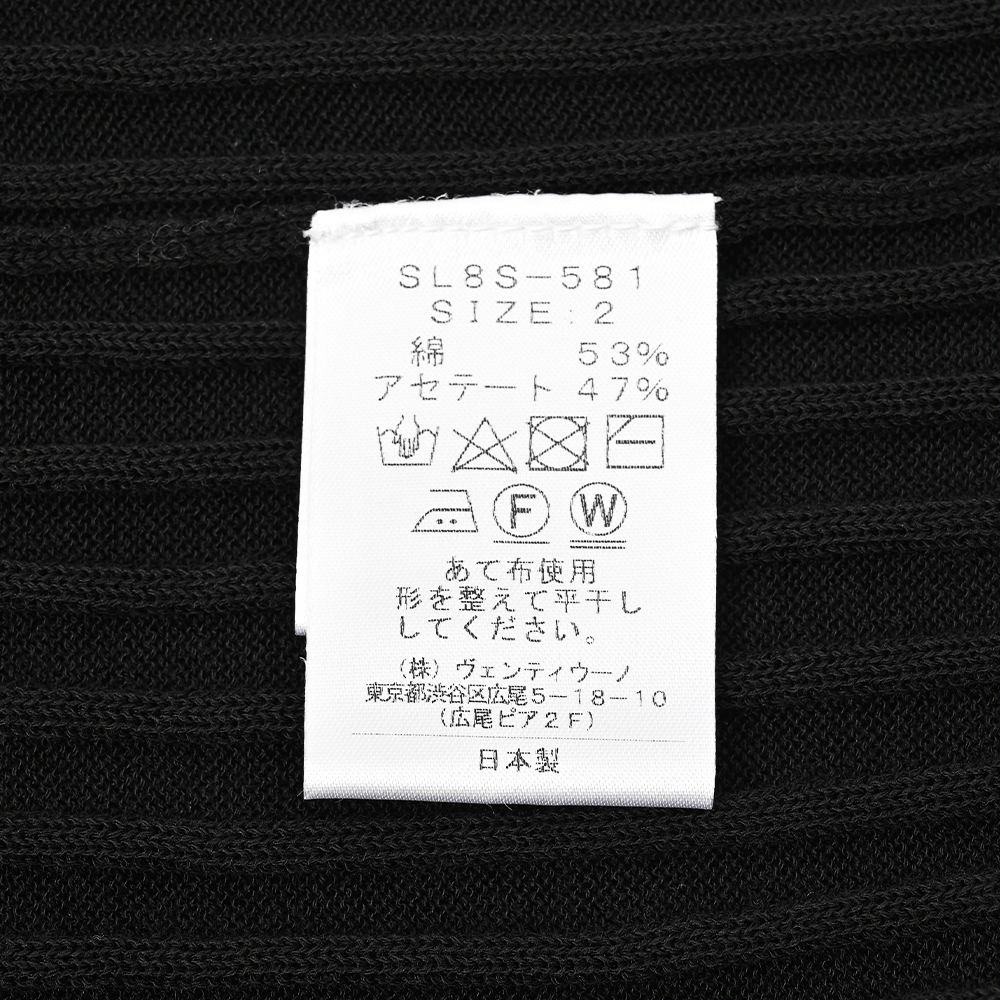 SL8S-581
SIZE:2
綿 53%
アセテート 47%
F W
あて布使用
形を整えて平干し
してください。
(株)ヴェンティウーノ
東京都渋谷区広尾5-18-10
(広尾ピア2F)
日本製